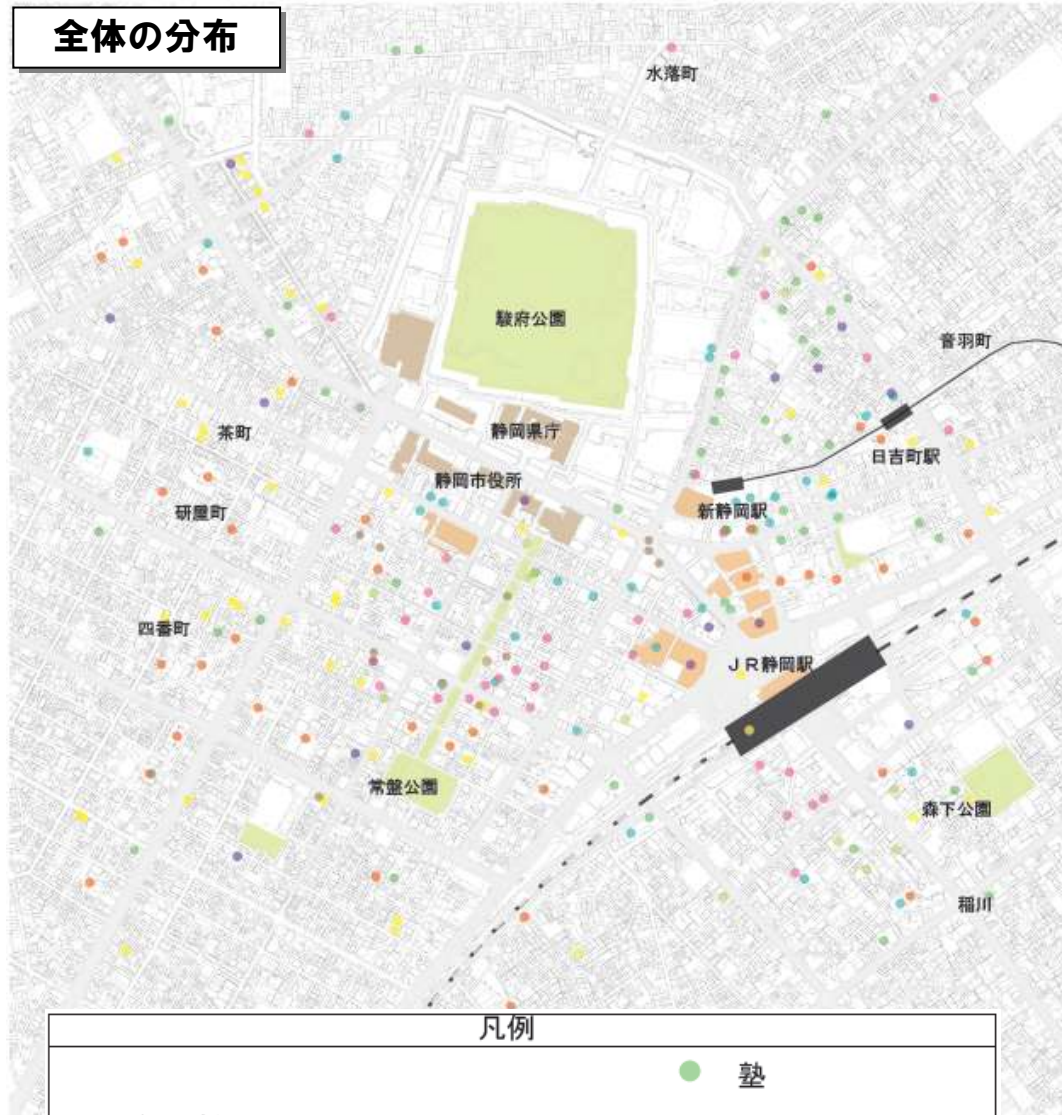 全体の分布
水落町
駿府公園
音羽町
静岡県庁
茶町
日吉町駅
静岡市役所
研屋町
新静岡駅
四番町
JR静岡駅
常盤公園
森下公園
稲川
凡例
塾